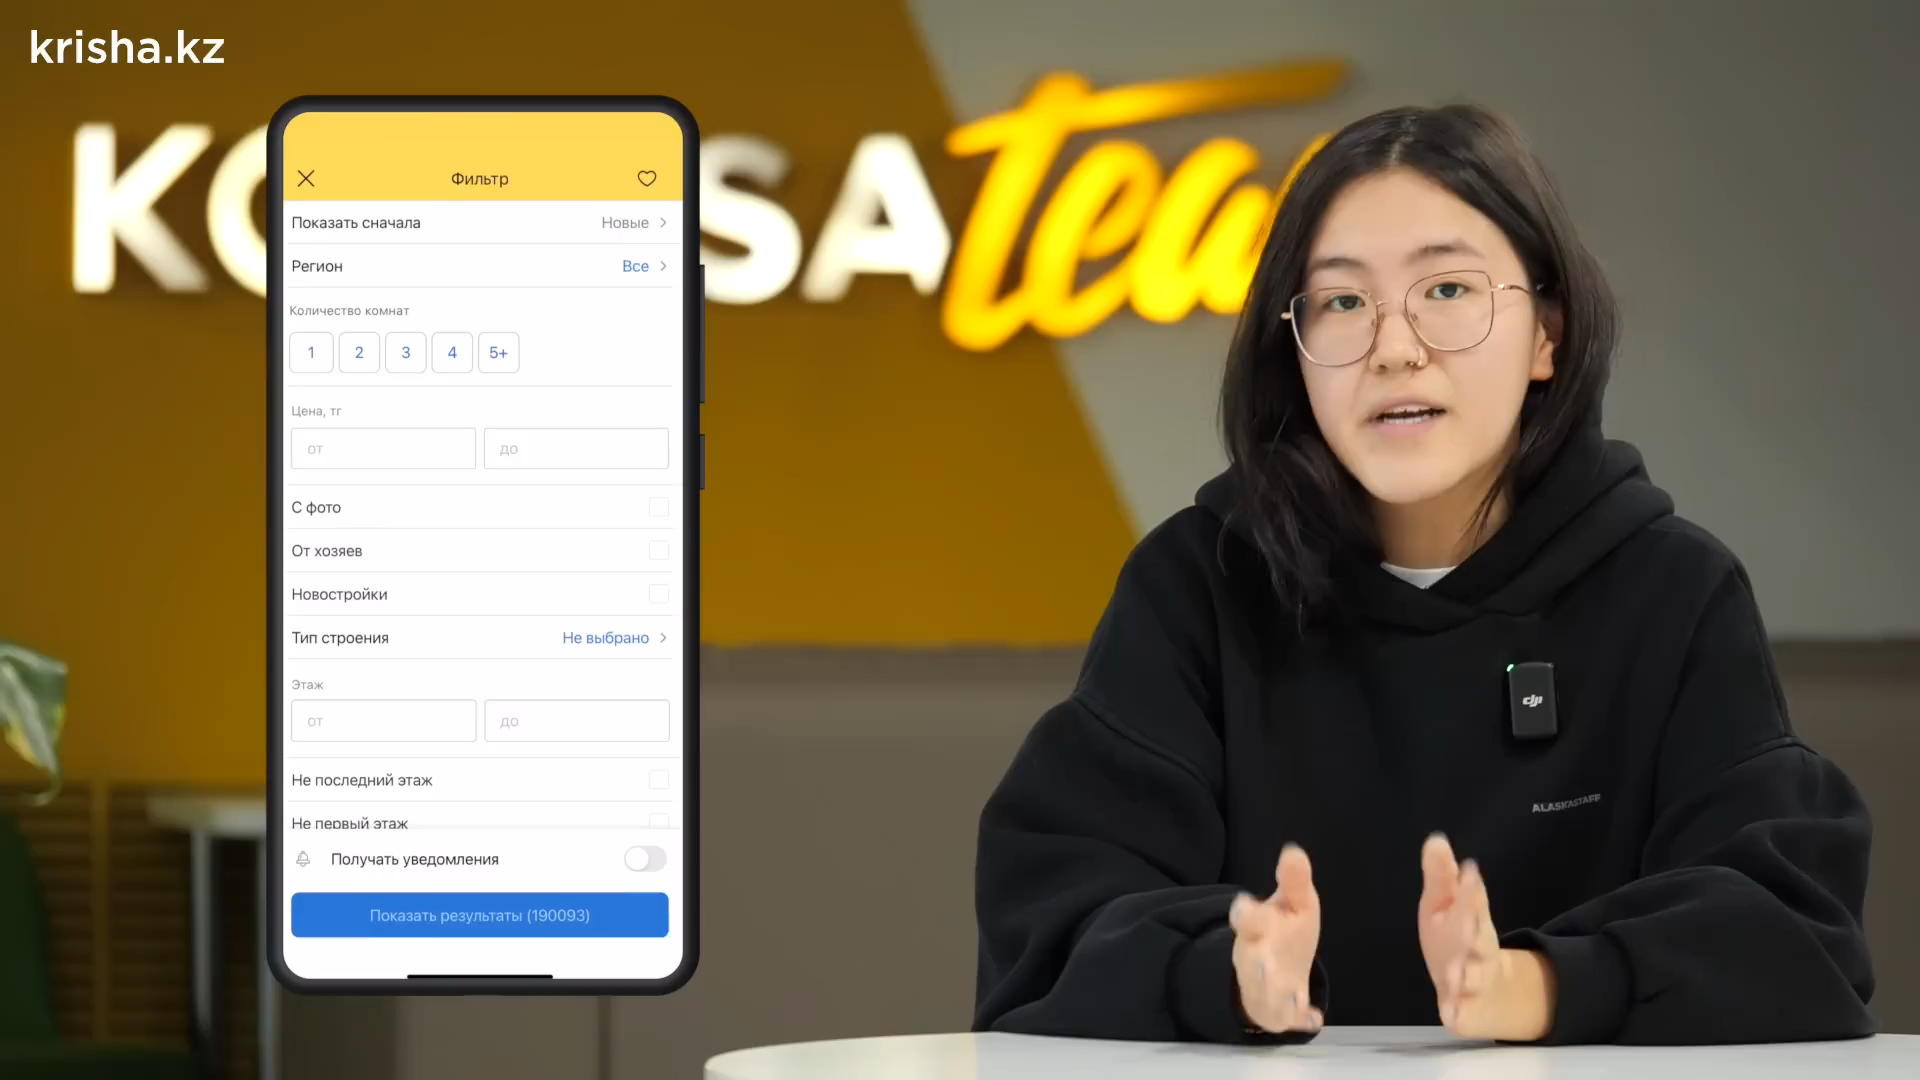 krisha.kz
Фильтр
Показать сначала Новые
Регион Все
Количество комнат
1 2 3 4 5+
Цена, тг
от до
С фото
От хозяев
Новостройки
Тип строения Не выбрано
Этаж
от до
Не последний этаж
Не первый этаж
Получать уведомления
Показать результаты (190093)
dji
ALASKASTAFF